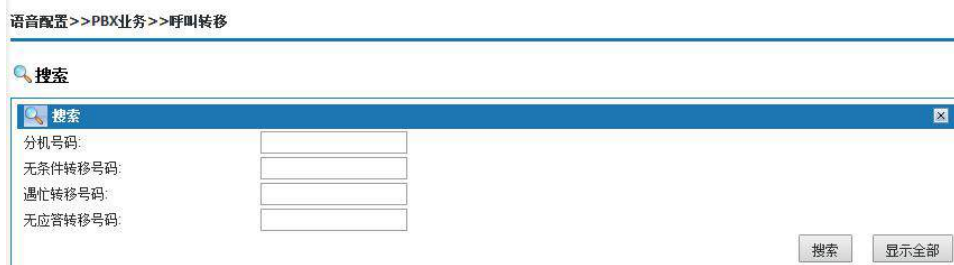 语音配置>>PBX业务>>呼叫转移
搜索
搜索
分机号码:
无条件转移号码:
遇忙转移号码:
无应答转移号码:
搜索 显示全部